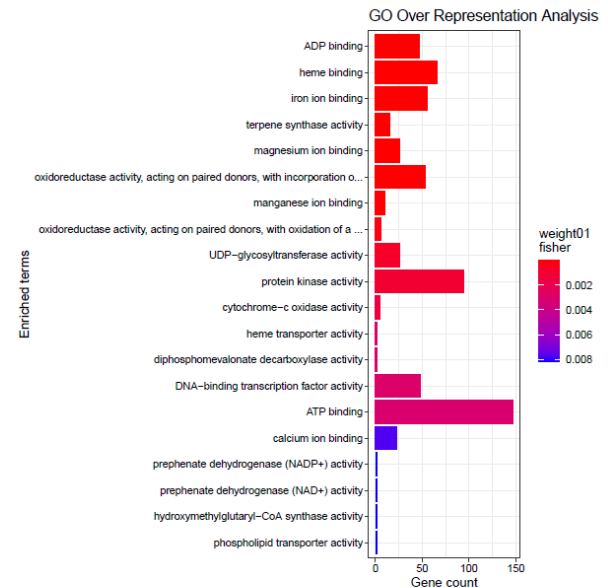 GO Over Representation Analysis
Enriched terms
ADP binding
heme binding
iron ion binding
terpene synthase activity
magnesium ion binding
oxidoreductase activity, acting on paired donors, with incorporation o...
manganese ion binding
oxidoreductase activity, acting on paired donors, with oxidation of a ...
UDP−glycosyltransferase activity
protein kinase activity
cytochrome−c oxidase activity
heme transporter activity
diphosphomevalonate decarboxylase activity
DNA−binding transcription factor activity
ATP binding
calcium ion binding
prephenate dehydrogenase (NADP+) activity
prephenate dehydrogenase (NAD+) activity
hydroxymethylglutaryl−CoA synthase activity
phospholipid transporter activity
0 50 100 150
Gene count
weight01
fisher
0.002
0.004
0.006
0.008